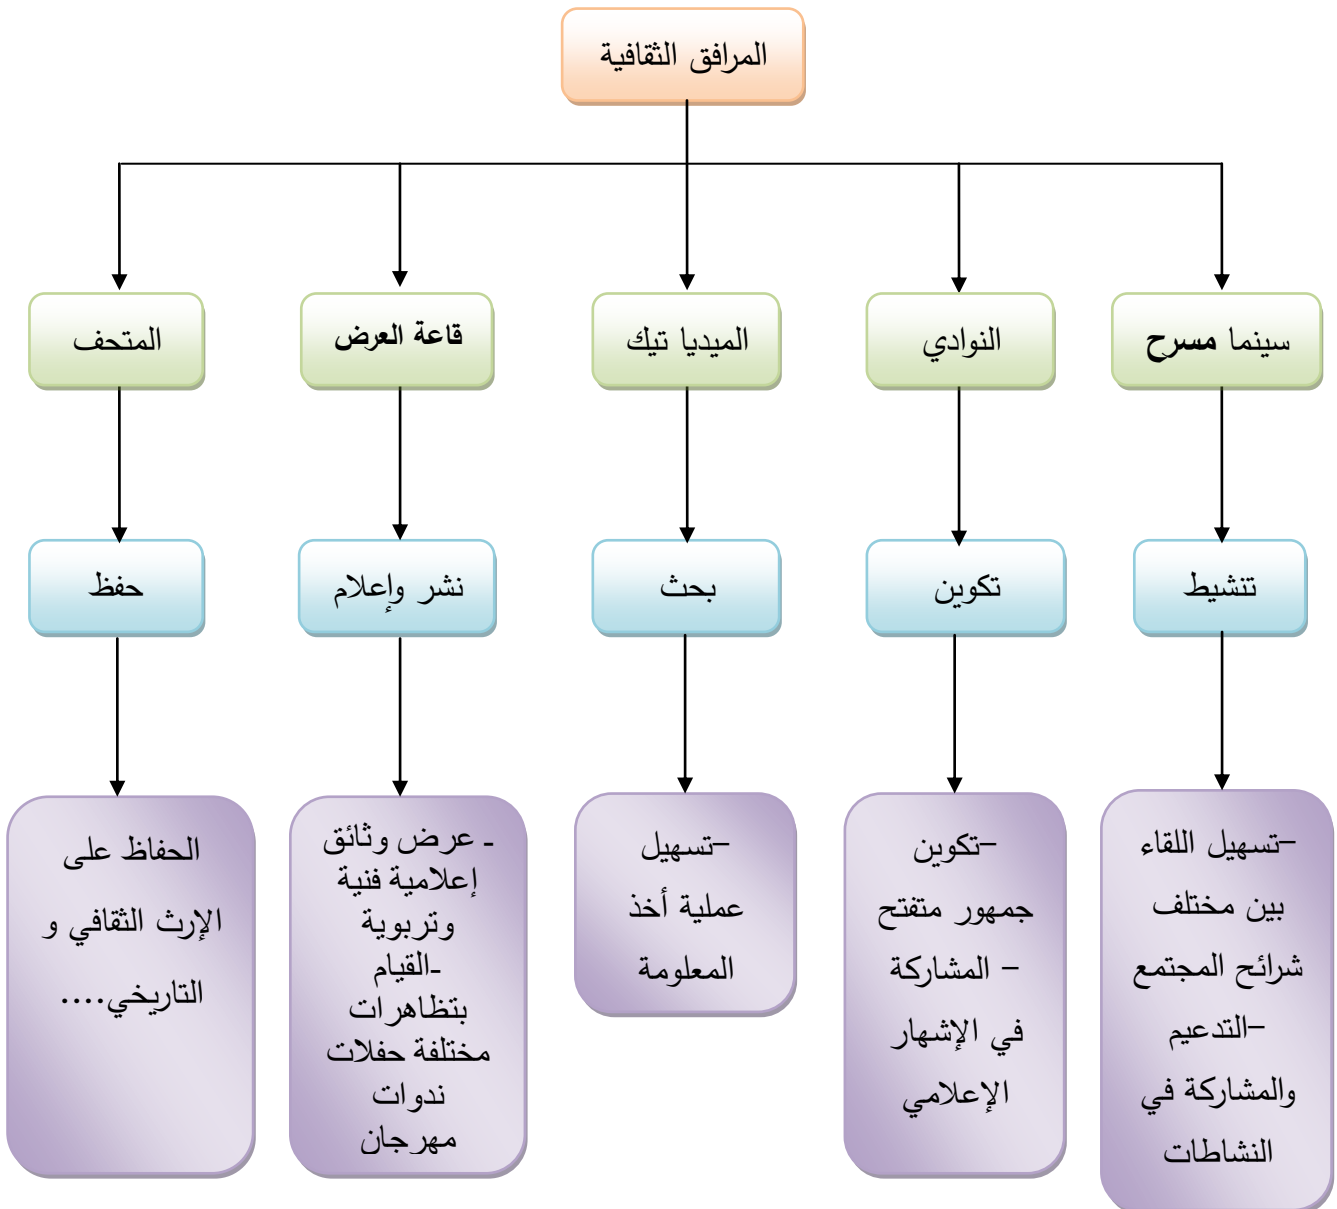 المرافق الثقافية
سينما مسرح
النوادي
الميديا تيك
قاعة العرض
المتحف
تنشيط
تكوين
بحث
نشر وإعلام
حفظ
–تسهيل اللقاء
بين مختلف
شرائح المجتمع
–التدعيم
والمشاركة في
النشاطات
–تكوين
جمهور متفتح
– المشاركة
في الإشهار
الإعلامي
–تسهيل
عملية أخذ
المعلومة
- عرض وثائق
إعلامية فنية
وتربوية
-القيام
بتظاهرات
مختلفة حفلات
ندوات
مهرجان
الحفاظ على
الإرث الثقافي و
التاريخي....